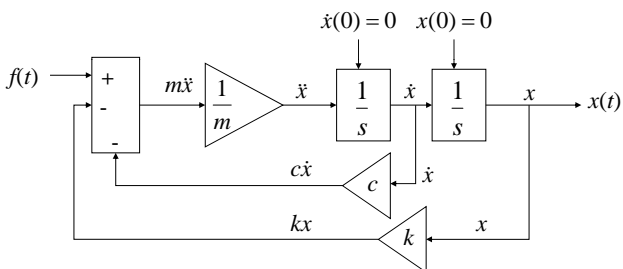 ẋ(0) = 0 x(0) = 0
f(t) + - - mẍ 1/m ẍ 1/s ẋ 1/s x x(t)
cẋ c ẋ
kx k x